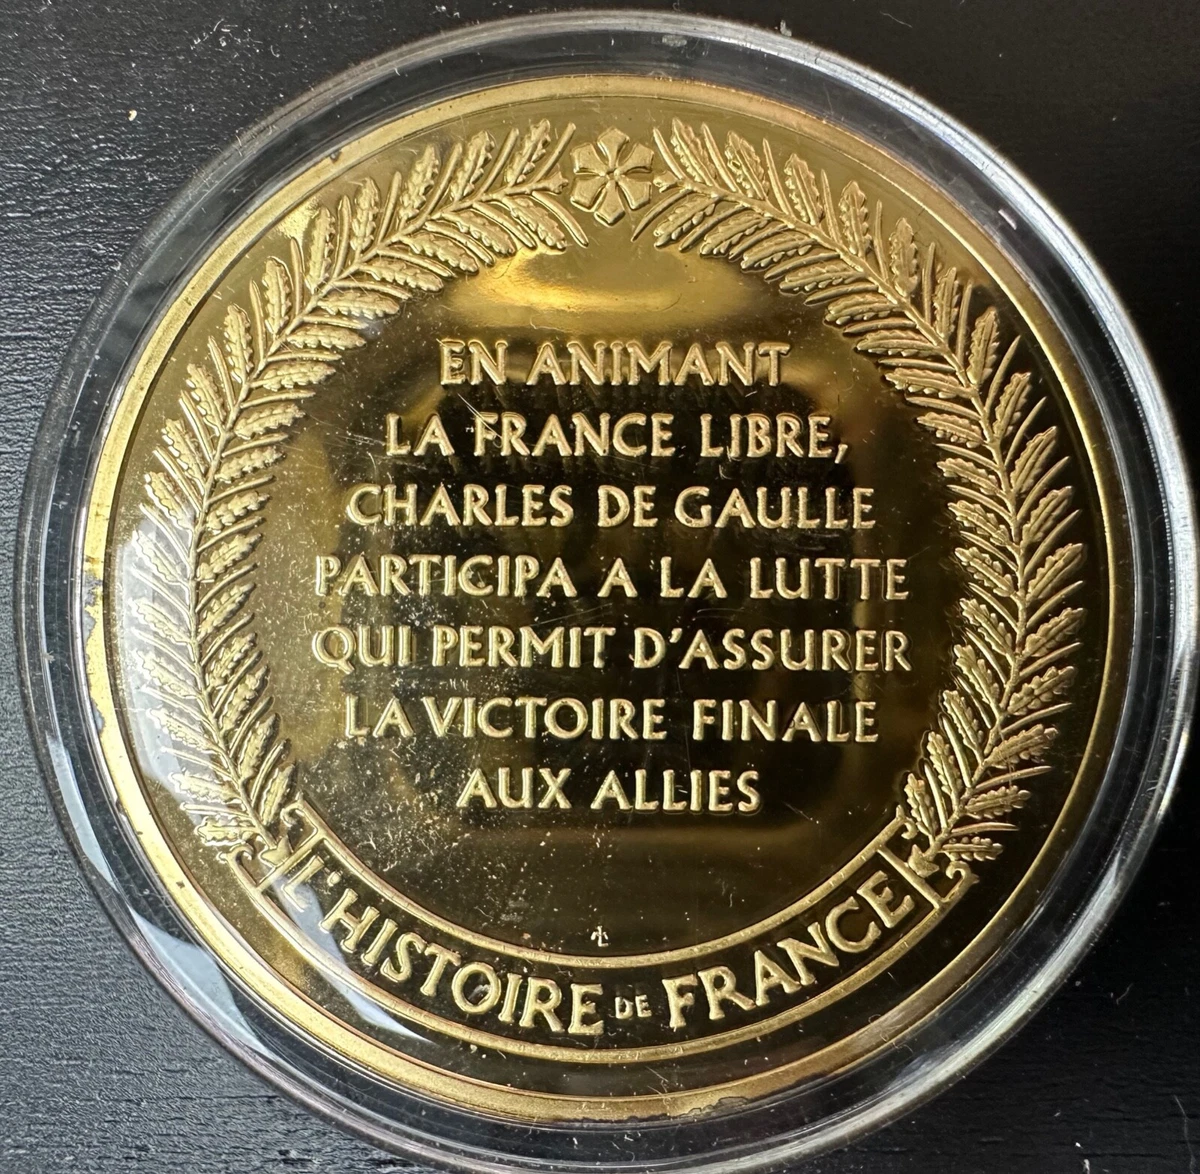 EN ANIMANT
LA FRANCE LIBRE,
CHARLES DE GAULLE
PARTICIPA A LA LUTTE
QUI PERMIT D'ASSURER
LA VICTOIRE FINALE
AUX ALLIES
L'HISTOIRE DE FRANCE